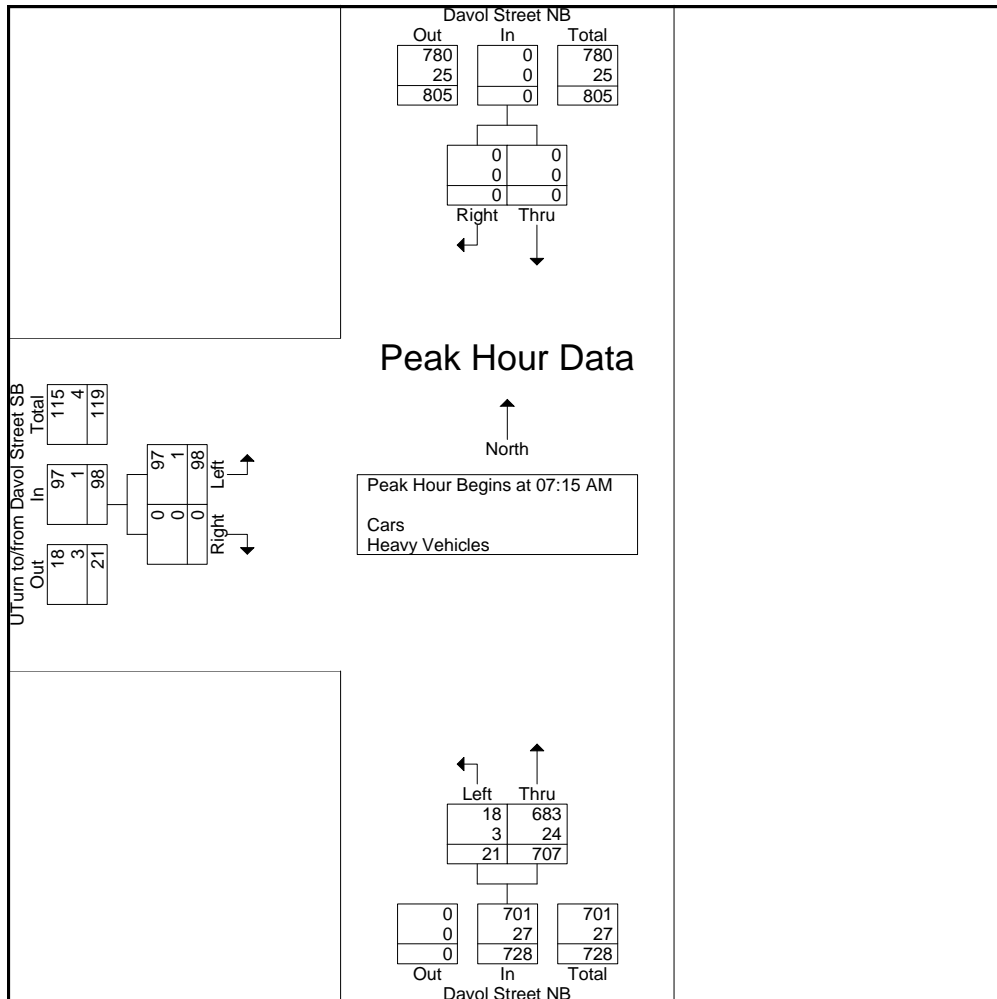 Davol Street NB
Out In Total
780 0 780
25 0 25
805 0 805
0 0
0 0
0 0
Right Thru
Peak Hour Data
North
Peak Hour Begins at 07:15 AM
Cars
Heavy Vehicles
UTurn to/from Davol Street SB
Out In Total
18 97 115
3 1 4
21 98 119
0 97
0 1
0 98
Right Left
Left Thru
18 683
3 24
21 707
0 701 701
0 27 27
0 728 728
Out In Total
Davol Street NB